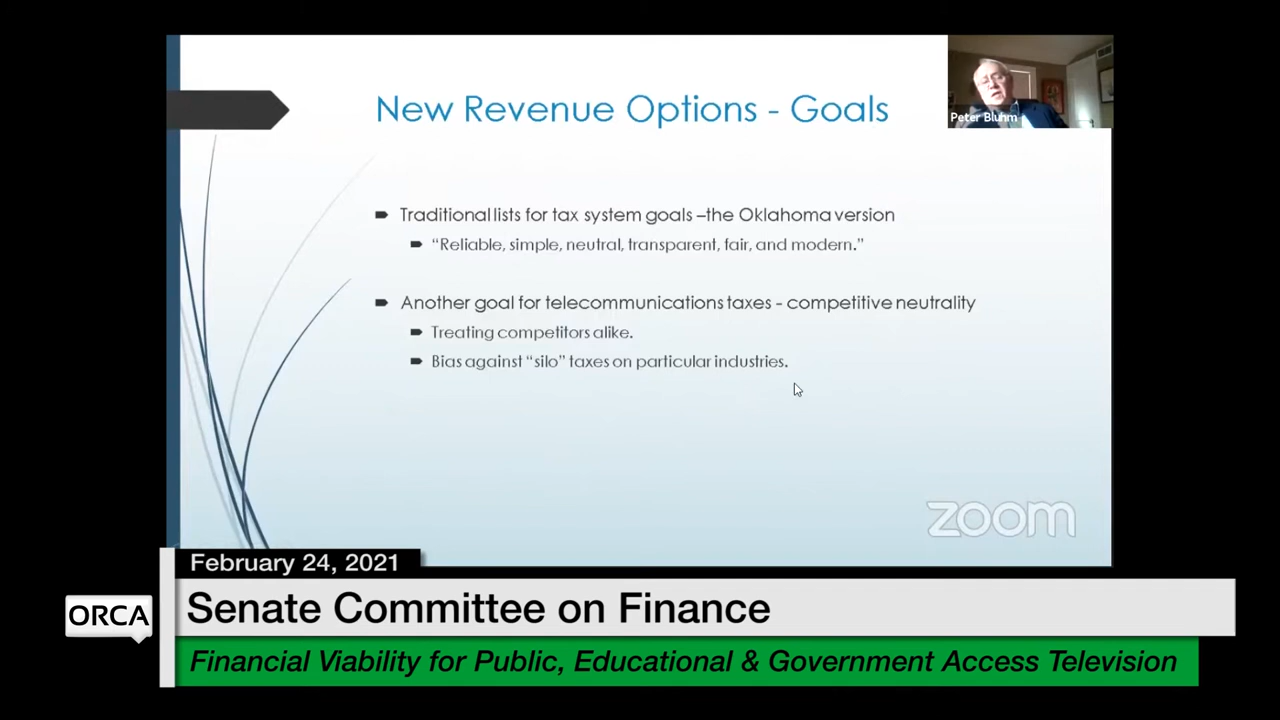 New Revenue Options - Goals
Peter Bluhm
Traditional lists for tax system goals –the Oklahoma version
“Reliable, simple, neutral, transparent, fair, and modern.”
Another goal for telecommunications taxes - competitive neutrality
Treating competitors alike.
Bias against “silo” taxes on particular industries.
zoom
February 24, 2021
ORCA
Senate Committee on Finance
Financial Viability for Public, Educational & Government Access Television